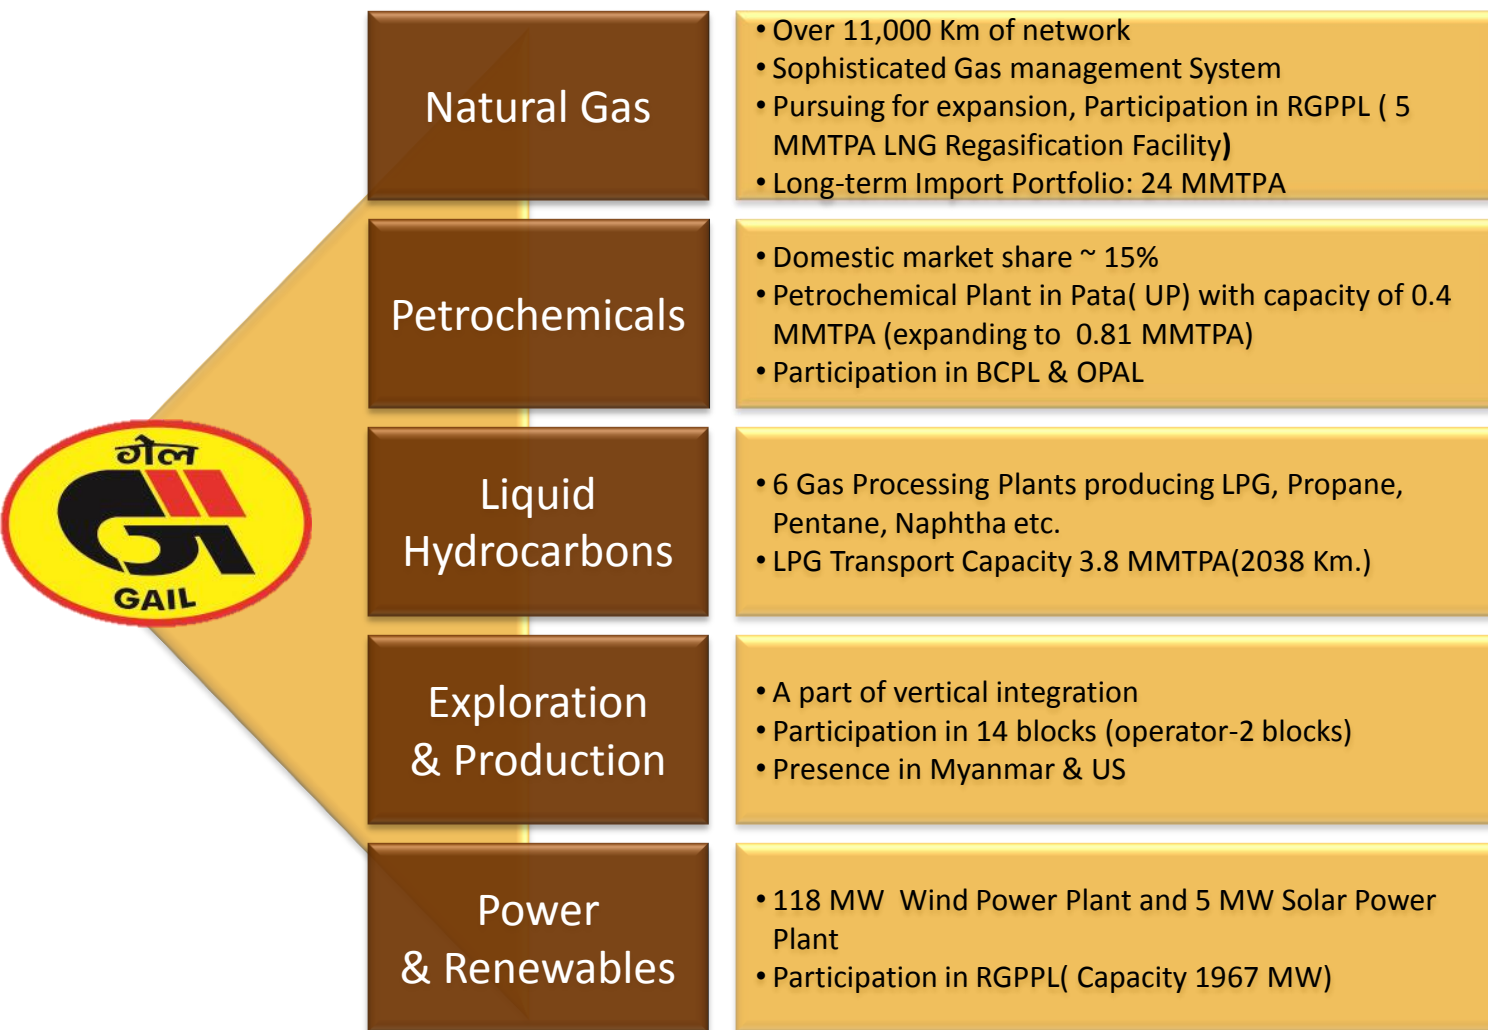 Natural Gas
• Over 11,000 Km of network
• Sophisticated Gas management System
• Pursuing for expansion, Participation in RGPPL ( 5
MMTPA LNG Regasification Facility)
• Long-term Import Portfolio: 24 MMTPA
Petrochemicals
• Domestic market share ~ 15%
• Petrochemical Plant in Pata( UP) with capacity of 0.4
MMTPA (expanding to  0.81 MMTPA)
• Participation in BCPL & OPAL
गेल
GAIL
Liquid
Hydrocarbons
• 6 Gas Processing Plants producing LPG, Propane,
Pentane, Naphtha etc.
• LPG Transport Capacity 3.8 MMTPA(2038 Km.)
Exploration
& Production
• A part of vertical integration
• Participation in 14 blocks (operator-2 blocks)
• Presence in Myanmar & US
Power
& Renewables
• 118 MW  Wind Power Plant and 5 MW Solar Power
Plant
• Participation in RGPPL( Capacity 1967 MW)